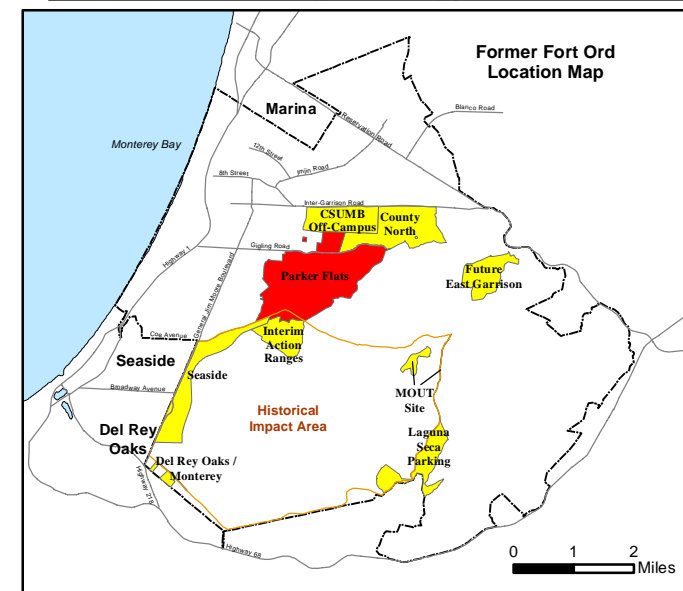 Former Fort Ord
Location Map
Marina
Blanco Road
Reservation Road
Monterey Bay
12th Street
Imjin Road
8th Street
Inter-Garrison Road
CSUMB
Off-Campus
County
North
Gigling Road
Highway 1
General Jim Moore Boulevard
Parker Flats
Future
East Garrison
Coe Avenue
Interim
Action
Ranges
Seaside
Seaside
Broadway Avenue
MOUT
Site
Historical
Impact Area
Del Rey
Oaks
Laguna
Seca
Parking
Del Rey Oaks /
Monterey
Highway 218
Highway 68
0 1 2
Miles